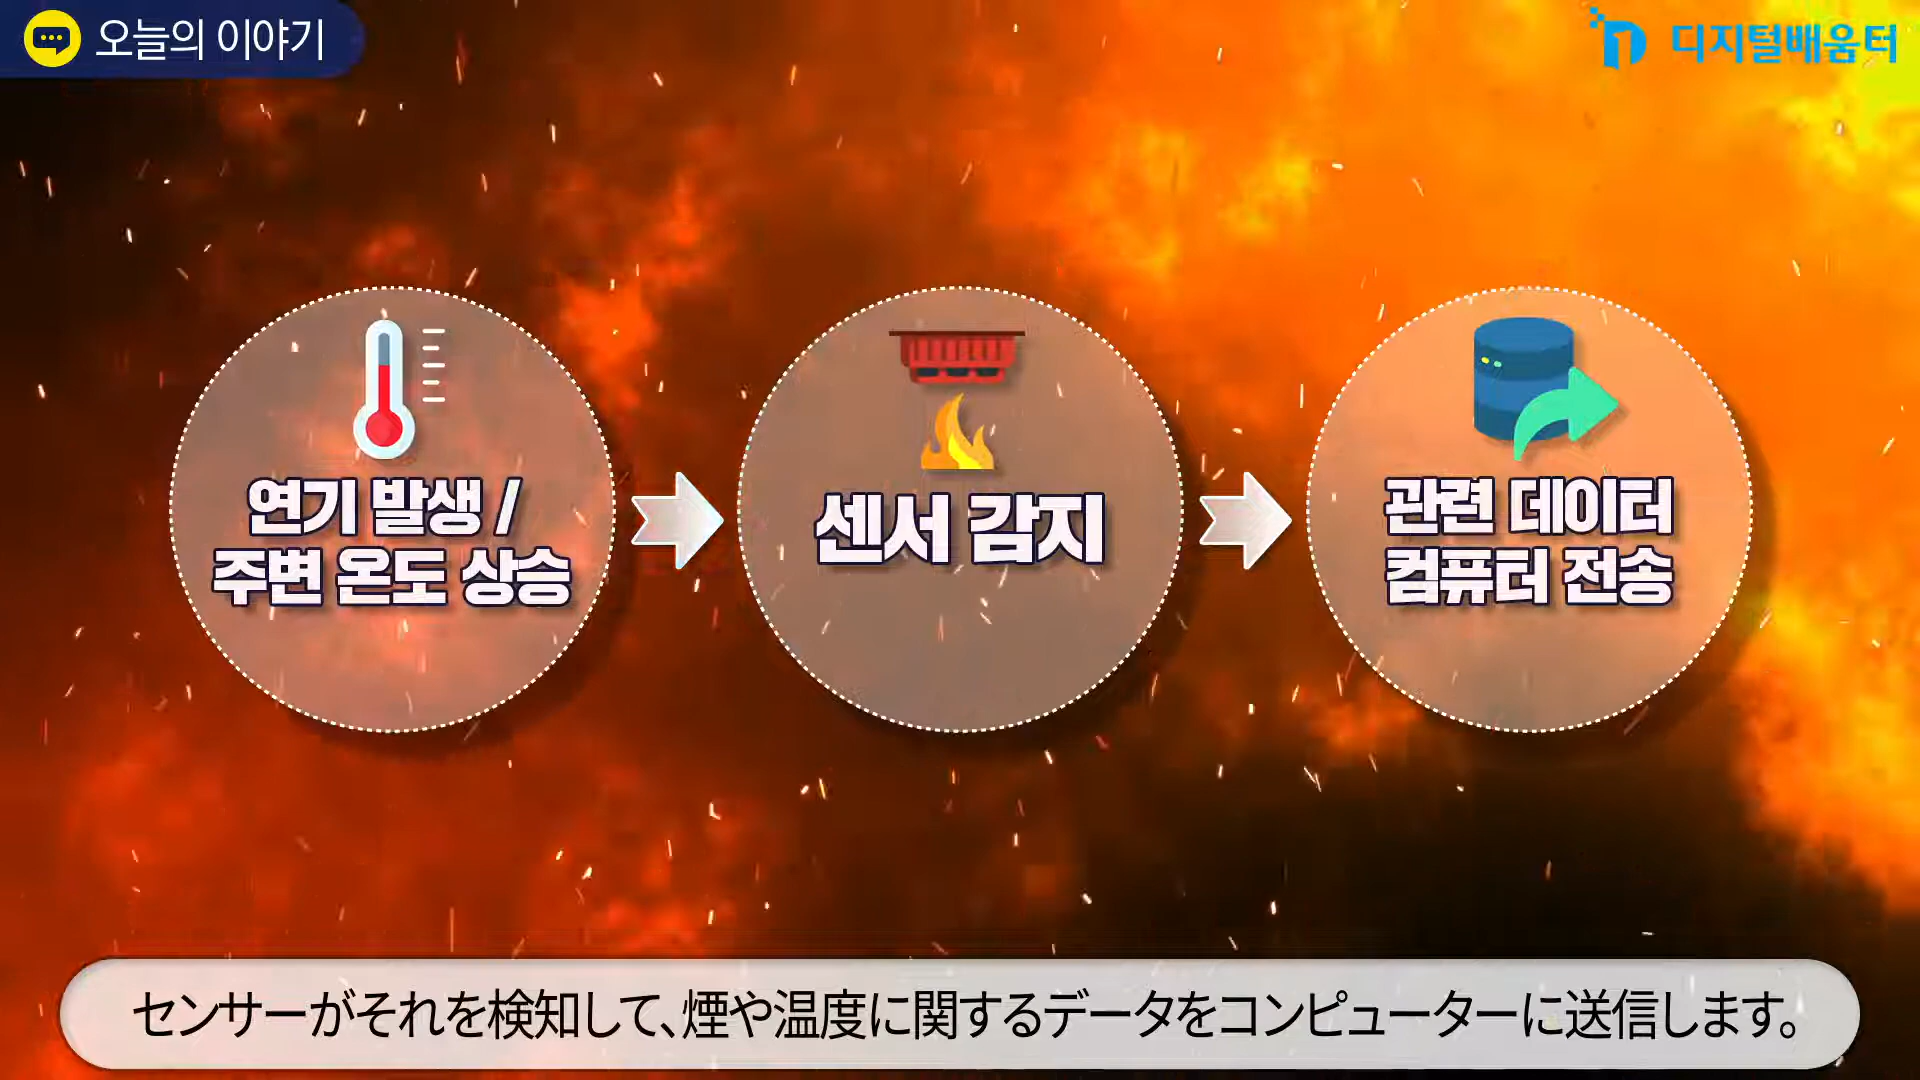 오늘의 이야기
디지털배움터
연기 발생 /
주변 온도 상승
센서 감지
관련 데이터
컴퓨터 전송
センサーがそれを検知して、煙や温度に関するデータをコンピューターに送信します。